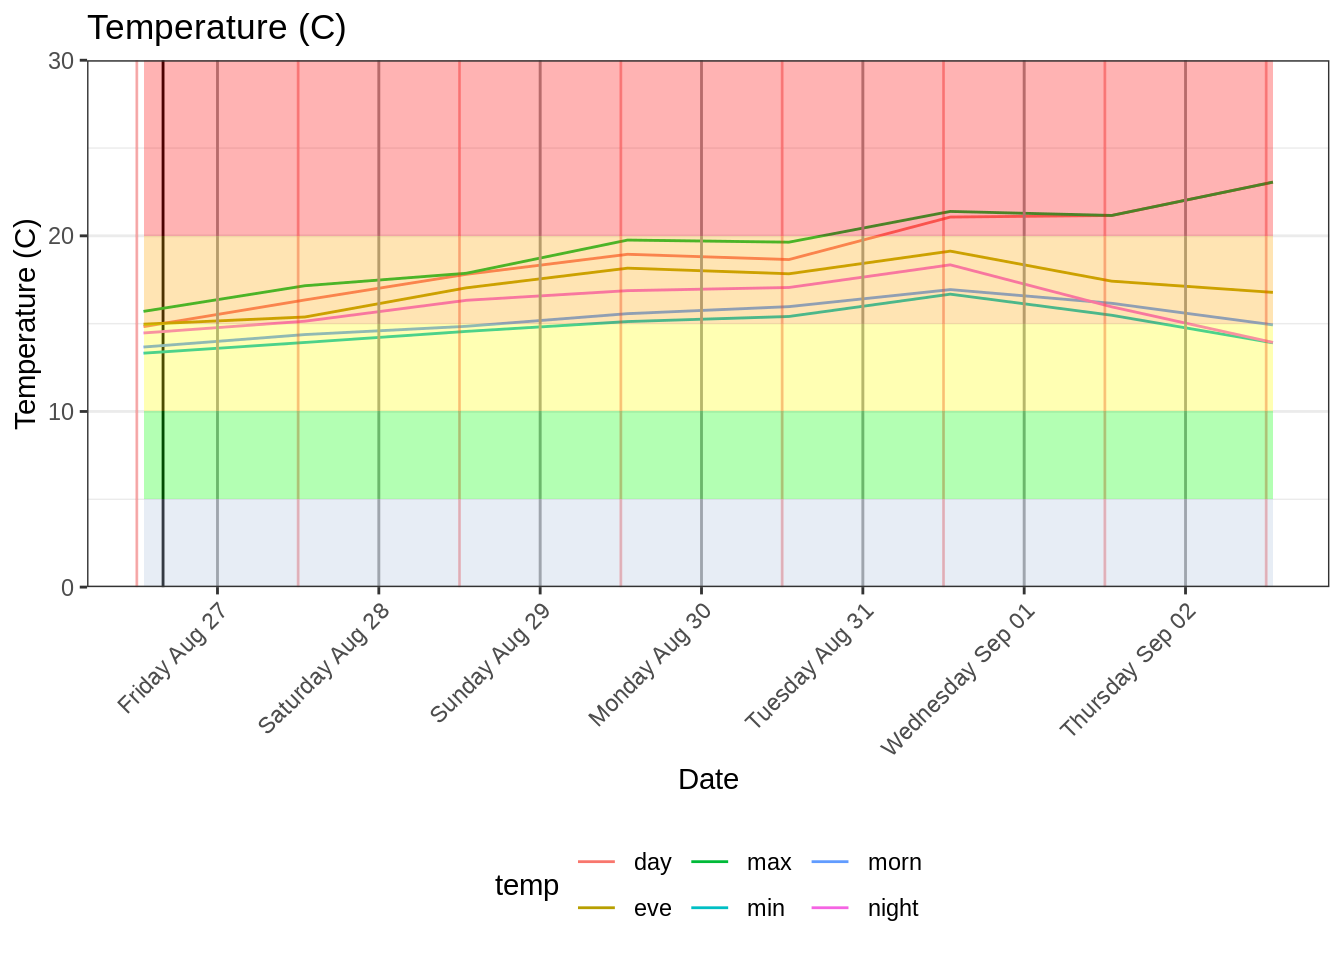 Temperature (C)
Temperature (C)
30
20
10
0
Friday Aug 27
Saturday Aug 28
Sunday Aug 29
Monday Aug 30
Tuesday Aug 31
Wednesday Sep 01
Thursday Sep 02
Date
temp
day
max
morn
eve
min
night